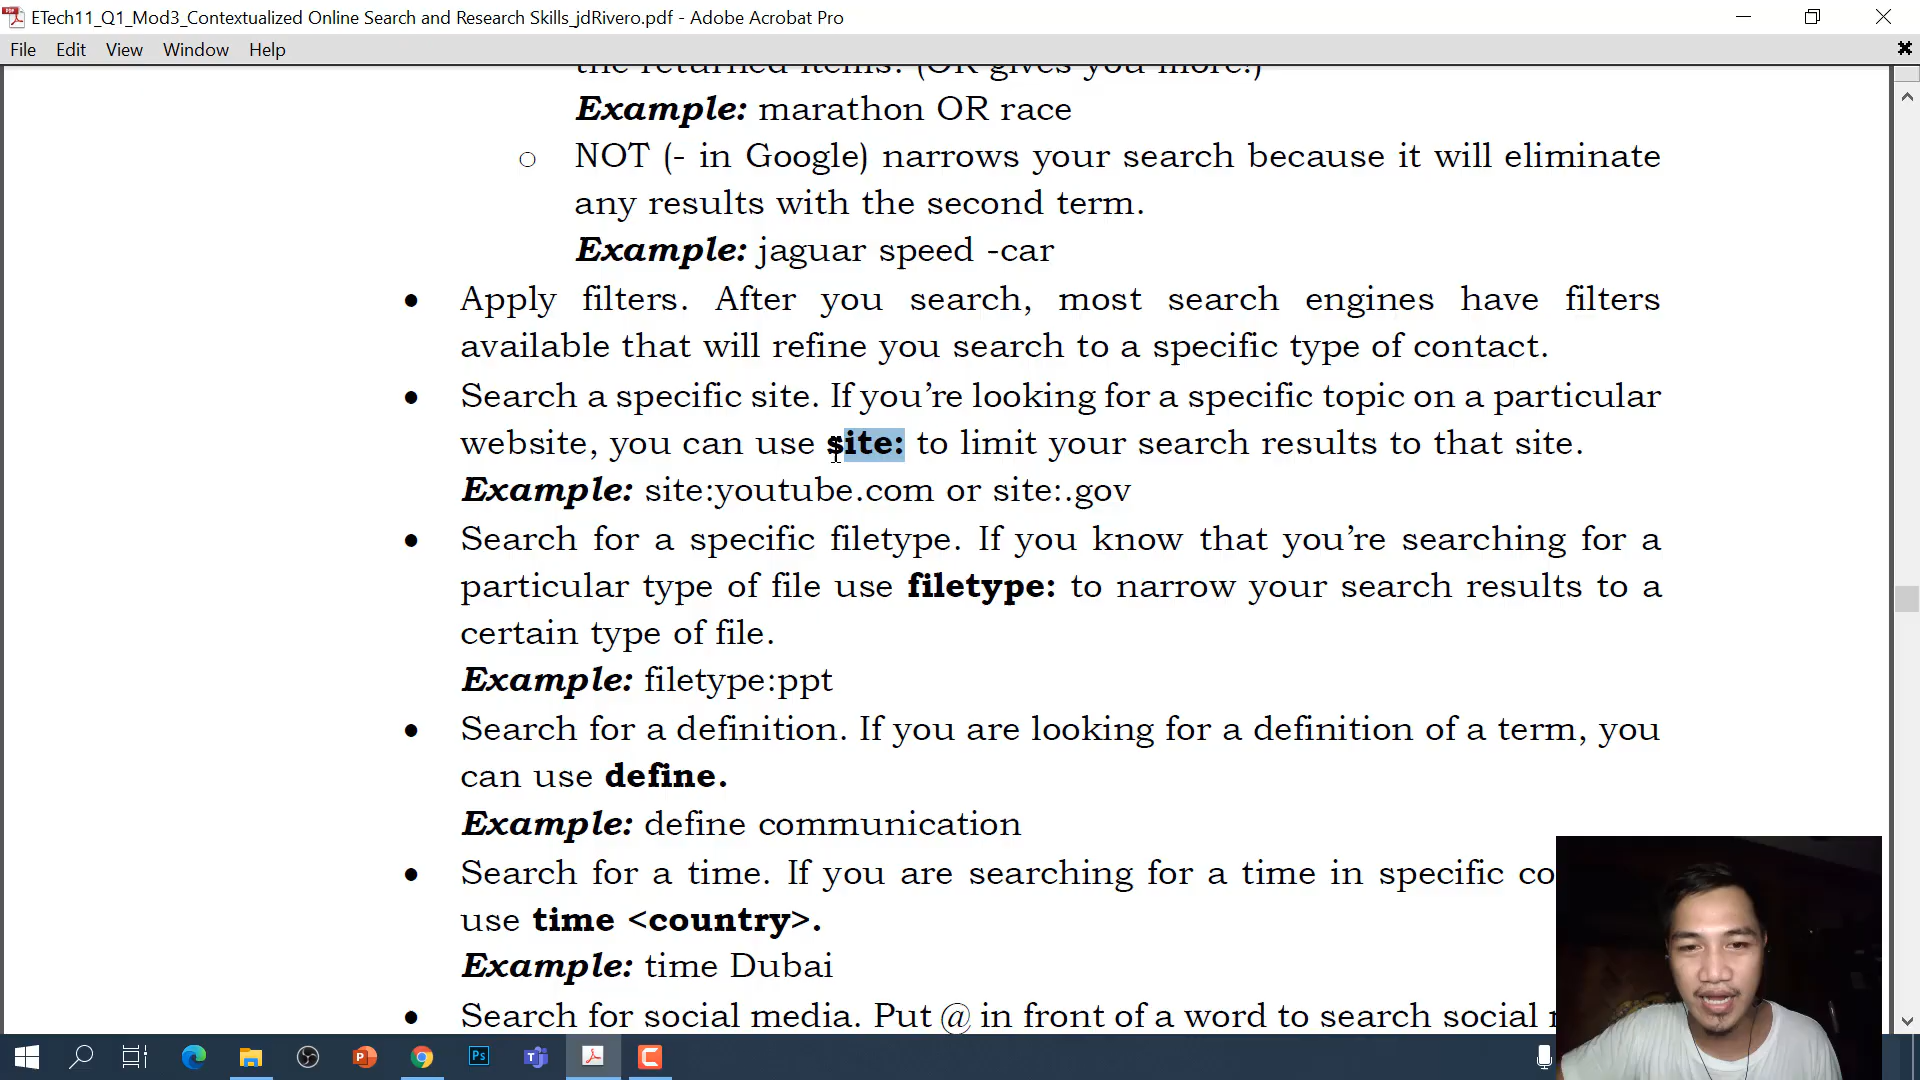 ETech11_Q1_Mod3_Contextualized Online Search and Research Skills_jdRivero.pdf - Adobe Acrobat Pro
File Edit View Window Help
the returned items. (OR gives you more!)
Example: marathon OR race
○ NOT (- in Google) narrows your search because it will eliminate
any results with the second term.
Example: jaguar speed -car
● Apply filters. After you search, most search engines have filters
available that will refine you search to a specific type of contact.
● Search a specific site. If you’re looking for a specific topic on a particular
website, you can use site: to limit your search results to that site.
Example: site:youtube.com or site:.gov
● Search for a specific filetype. If you know that you’re searching for a
particular type of file use filetype: to narrow your search results to a
certain type of file.
Example: filetype:ppt
● Search for a definition. If you are looking for a definition of a term, you
can use define.
Example: define communication
● Search for a time. If you are searching for a time in specific co
use time <country>.
Example: time Dubai
● Search for social media. Put @ in front of a word to search social